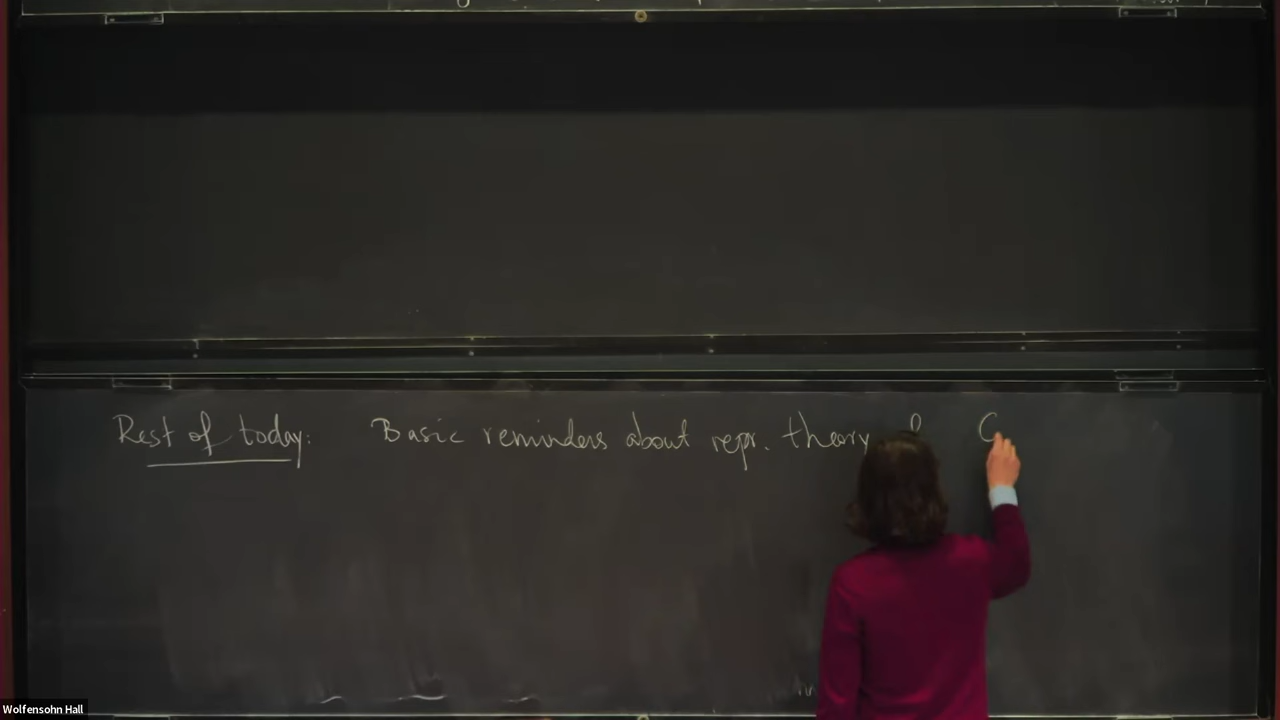 Rest of today: Basic reminders about repr. theory
Wolfensohn Hall